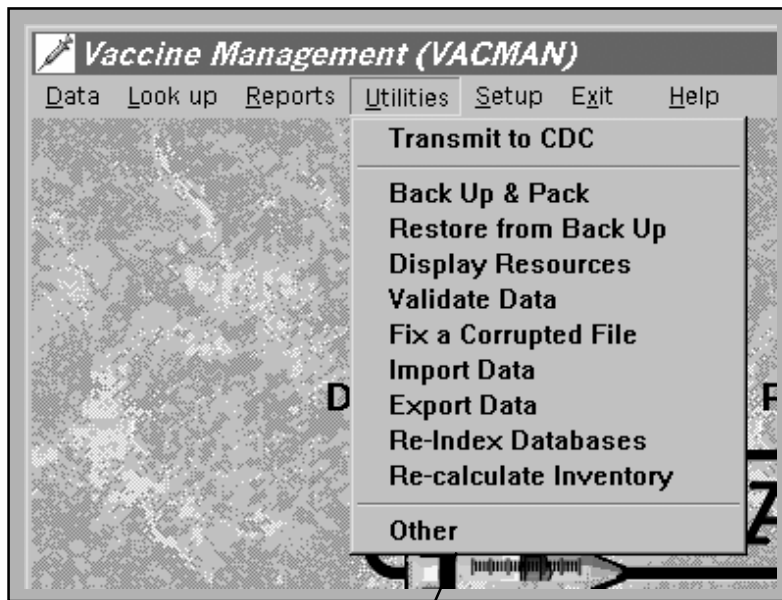 Vaccine Management (VACMAN)
Data Look up Reports Utilities Setup Exit Help
Transmit to CDC
Back Up & Pack
Restore from Back Up
Display Resources
Validate Data
Fix a Corrupted File
Import Data
Export Data
Re-Index Databases
Re-calculate Inventory
Other